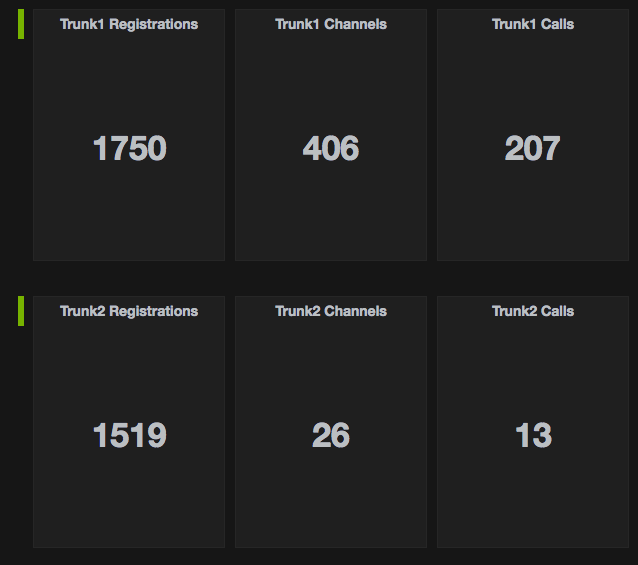 Trunk1 Registrations
Trunk1 Channels
Trunk1 Calls
1750
406
207
Trunk2 Registrations
Trunk2 Channels
Trunk2 Calls
1519
26
13